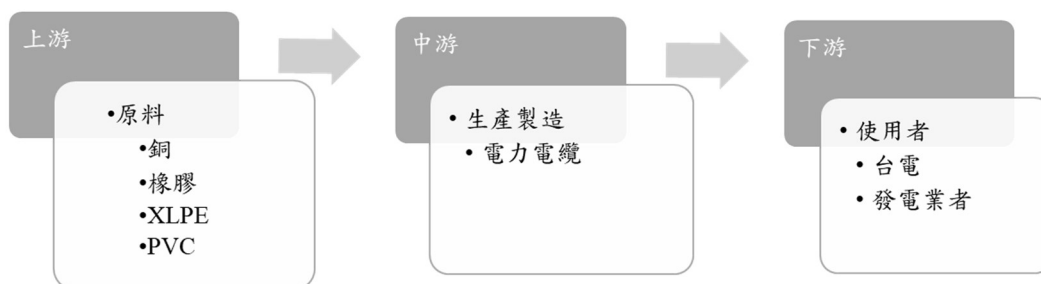 上游
•原料
•銅
•橡膠
•XLPE
•PVC
中游
•生產製造
•電力電纜
下游
•使用者
•台電
•發電業者